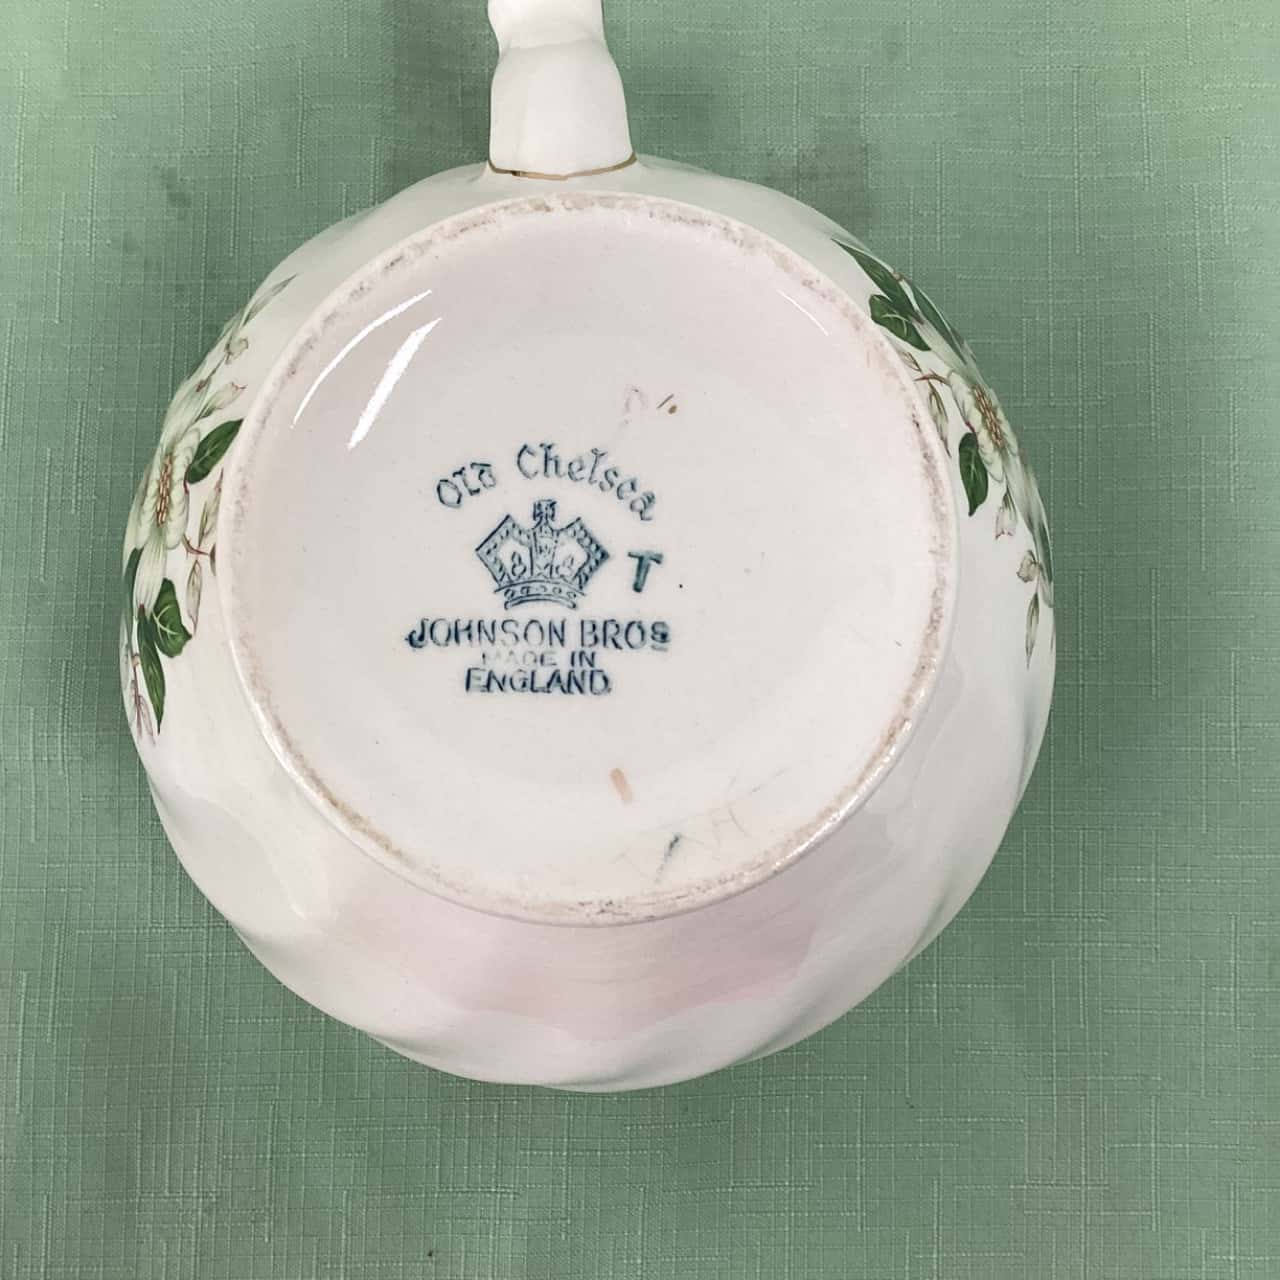 Old Chelsea
T
JOHNSON BROS
MADE IN
ENGLAND